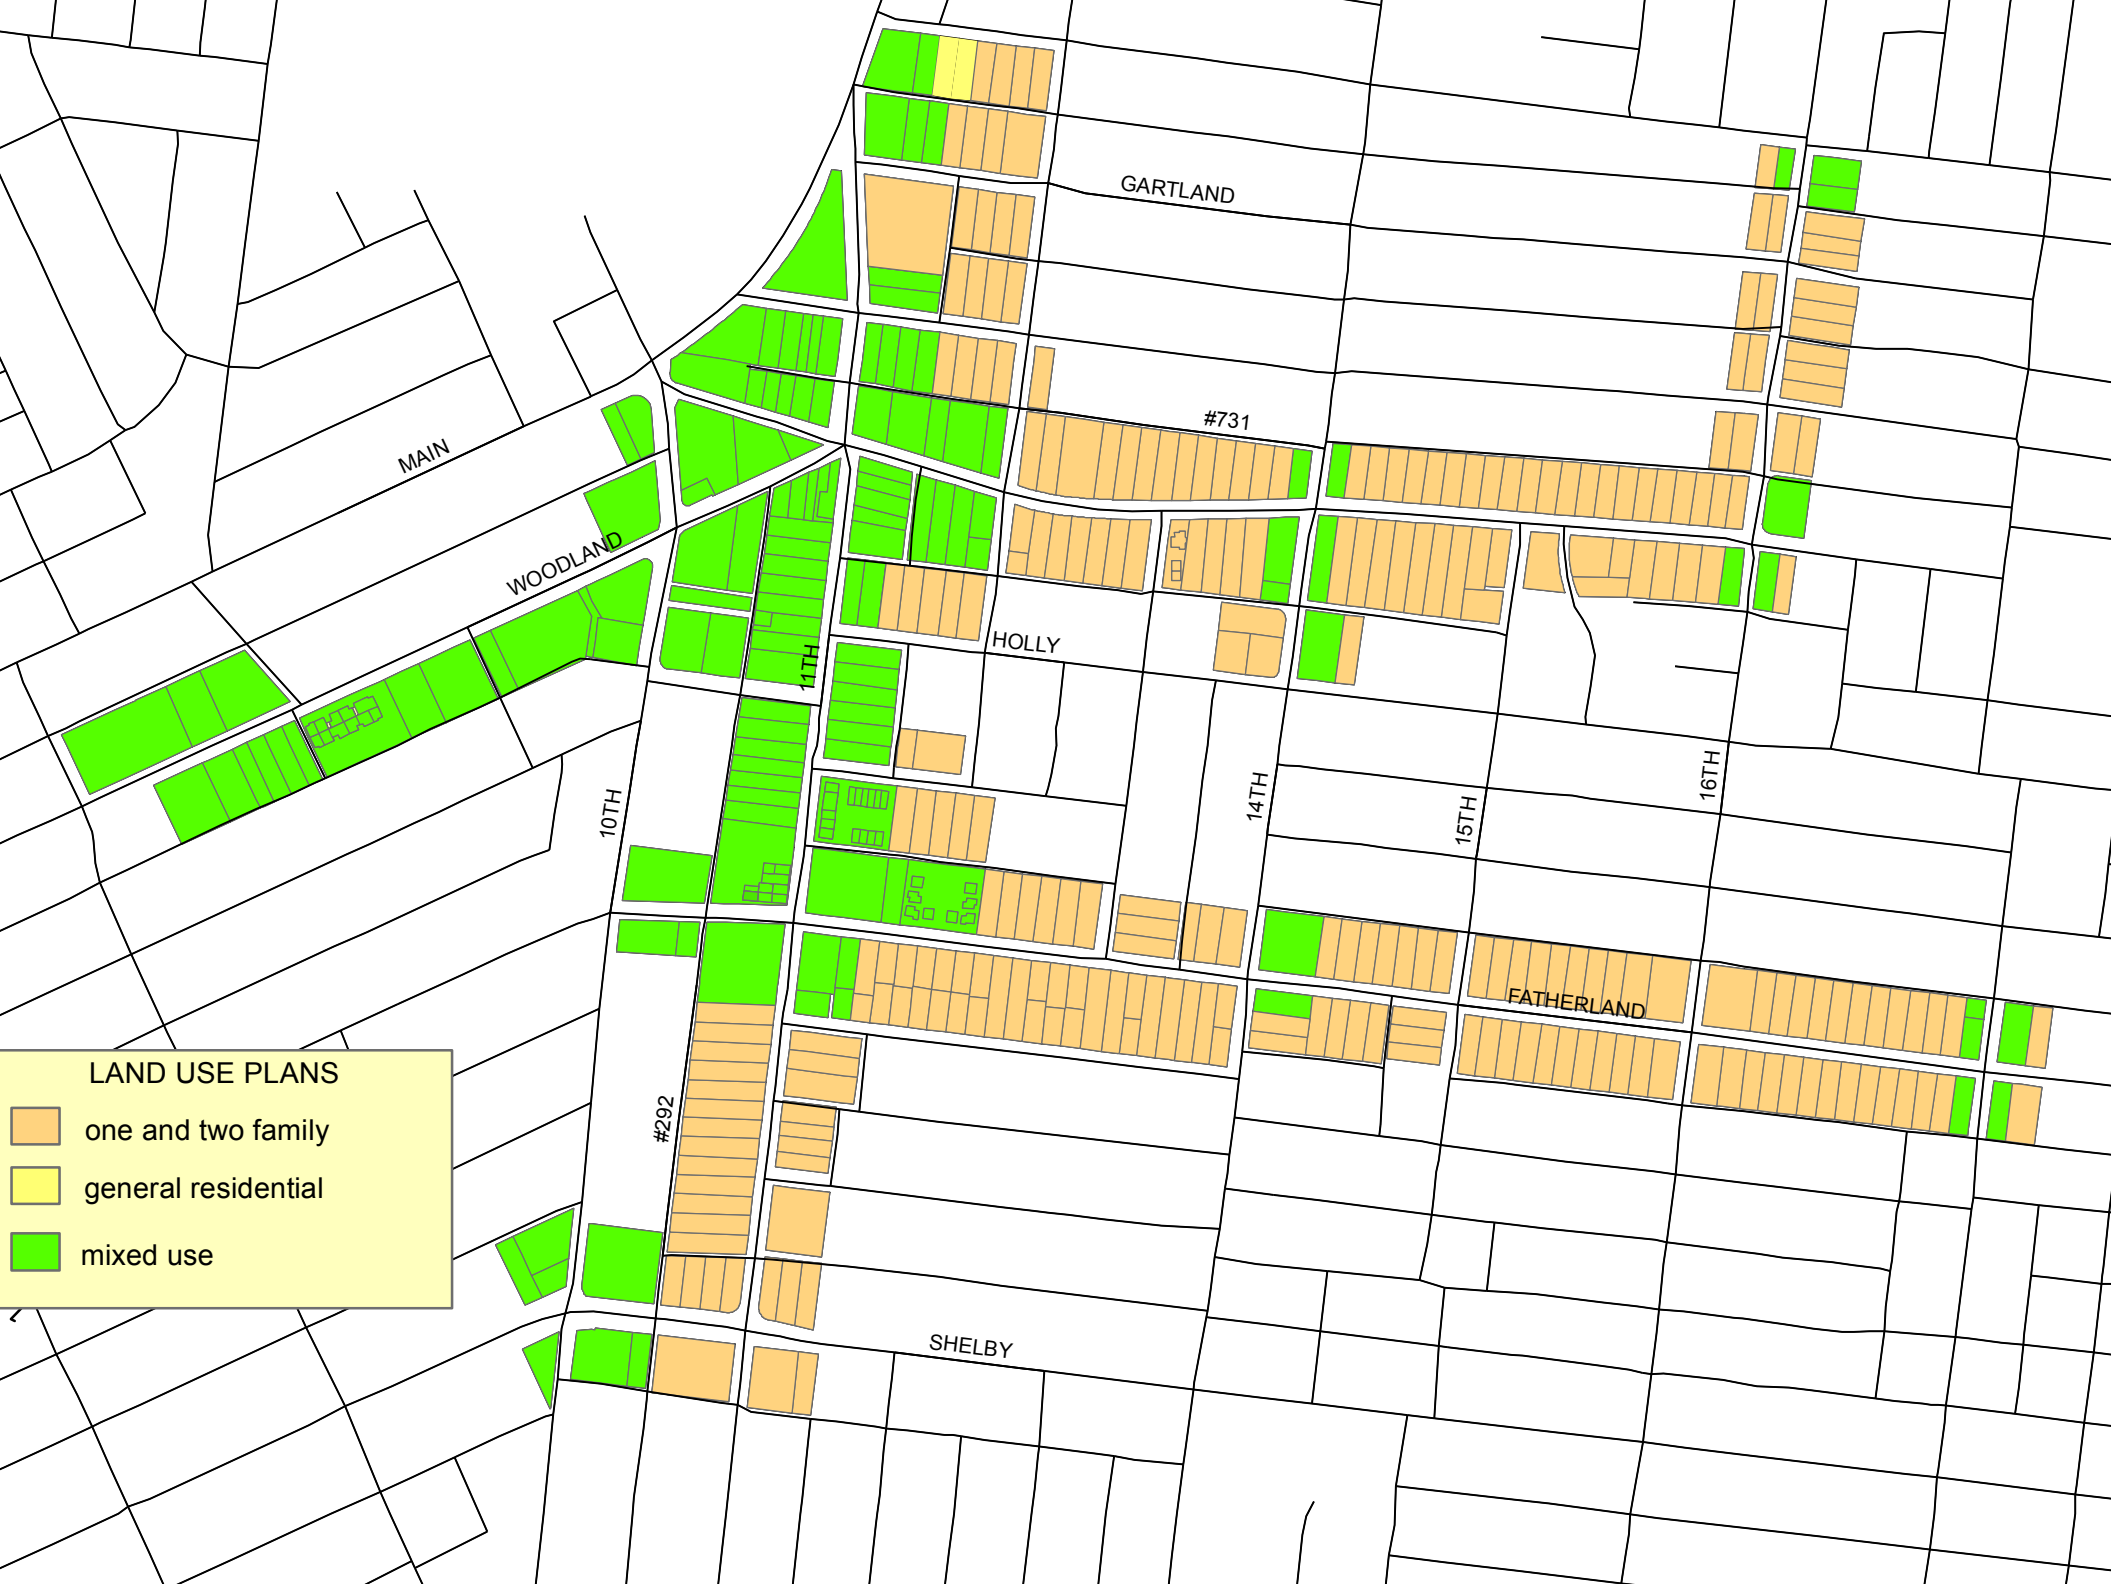 GARTLAND
#731
MAIN
WOODLAND
HOLLY
11TH
10TH
14TH
15TH
16TH
FATHERLAND
LAND USE PLANS
one and two family
general residential
mixed use
#292
SHELBY